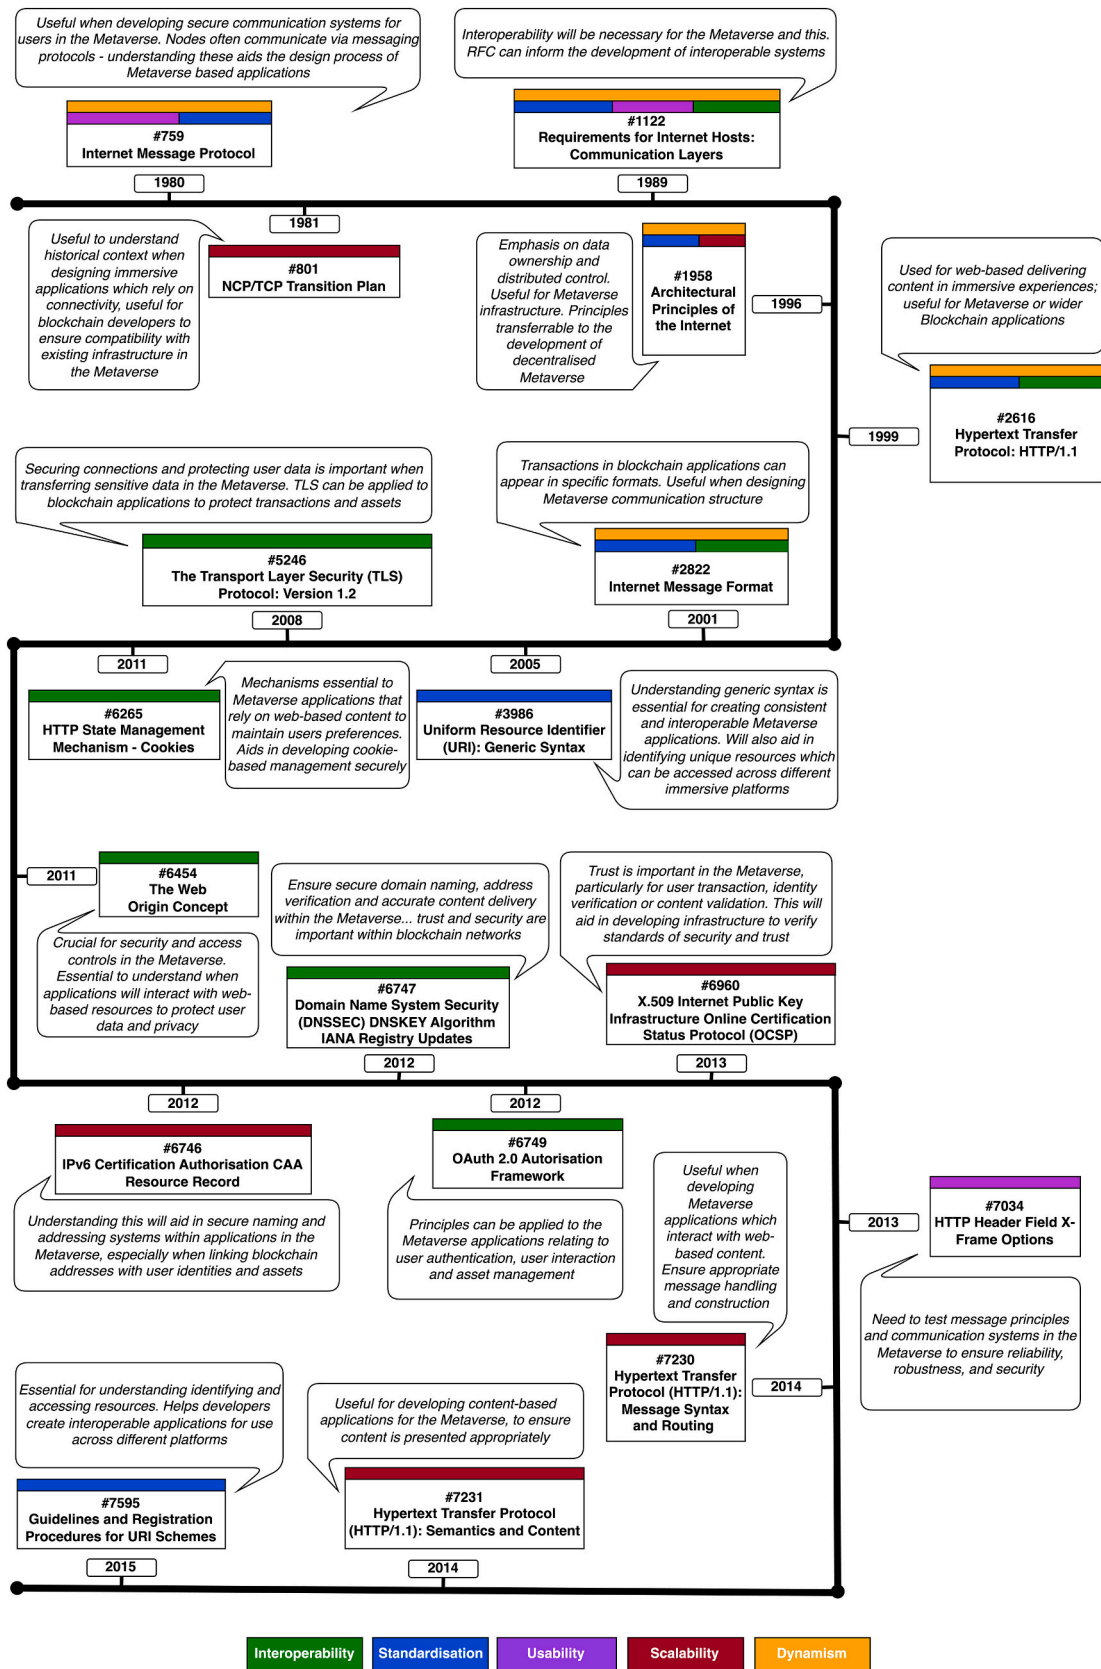 Useful when developing secure communication systems for
users in the Metaverse. Nodes often communicate via messaging
protocols - understanding these aids the design process of
Metaverse based applications
#759
Internet Message Protocol
1980
Interoperability will be necessary for the Metaverse and this.
RFC can inform the development of interoperable systems
#1122
Requirements for Internet Hosts:
Communication Layers
1989
1981
Useful to understand
historical context when
designing immersive
applications which rely on
connectivity, useful for
blockchain developers to
ensure compatibility with
existing infrastructure in
the Metaverse
#801
NCP/TCP Transition Plan
Emphasis on data
ownership and
distributed control.
Useful for Metaverse
infrastructure. Principles
transferrable to the
development of
decentralised
Metaverse
#1958
Architectural
Principles of
the Internet
1996
Used for web-based delivering
content in immersive experiences;
useful for Metaverse or wider
Blockchain applications
#2616
Hypertext Transfer
Protocol: HTTP/1.1
1999
Securing connections and protecting user data is important when
transferring sensitive data in the Metaverse. TLS can be applied to
blockchain applications to protect transactions and assets
#5246
The Transport Layer Security (TLS)
Protocol: Version 1.2
2008
Transactions in blockchain applications can
appear in specific formats. Useful when designing
Metaverse communication structure
#2822
Internet Message Format
2001
2011
#6265
HTTP State Management
Mechanism - Cookies
Mechanisms essential to
Metaverse applications that
rely on web-based content to
maintain users preferences.
Aids in developing cookie-
based management securely
2005
#3986
Uniform Resource Identifier
(URI): Generic Syntax
Understanding generic syntax is
essential for creating consistent
and interoperable Metaverse
applications. Will also aid in
identifying unique resources which
can be accessed across different
immersive platforms
2011
#6454
The Web
Origin Concept
Crucial for security and access
controls in the Metaverse.
Essential to understand when
applications will interact with web-
based resources to protect user
data and privacy
Ensure secure domain naming, address
verification and accurate content delivery
within the Metaverse... trust and security are
important within blockchain networks
#6747
Domain Name System Security
(DNSSEC) DNSKEY Algorithm
IANA Registry Updates
2012
Trust is important in the Metaverse,
particularly for user transaction, identity
verification or content validation. This will
aid in developing infrastructure to verify
standards of security and trust
#6960
X.509 Internet Public Key
Infrastructure Online Certification
Status Protocol (OCSP)
2013
2012
#6746
IPv6 Certification Authorisation CAA
Resource Record
Understanding this will aid in secure naming and
addressing systems within applications in the
Metaverse, especially when linking blockchain
addresses with user identities and assets
2012
#6749
OAuth 2.0 Autorisation
Framework
Principles can be applied to the
Metaverse applications relating to
user authentication, user interaction
and asset management
Useful when
developing
Metaverse
applications which
interact with web-
based content.
Ensure appropriate
message handling
and construction
#7230
Hypertext Transfer
Protocol (HTTP/1.1):
Message Syntax
and Routing
2014
2013
#7034
HTTP Header Field X-
Frame Options
Need to test message principles
and communication systems in the
Metaverse to ensure reliability,
robustness, and security
Essential for understanding identifying and
accessing resources. Helps developers
create interoperable applications for use
across different platforms
#7595
Guidelines and Registration
Procedures for URI Schemes
2015
Useful for developing content-based
applications for the Metaverse, to ensure
content is presented appropriately
#7231
Hypertext Transfer Protocol
(HTTP/1.1): Semantics and Content
2014
Interoperability
Standardisation
Usability
Scalability
Dynamism